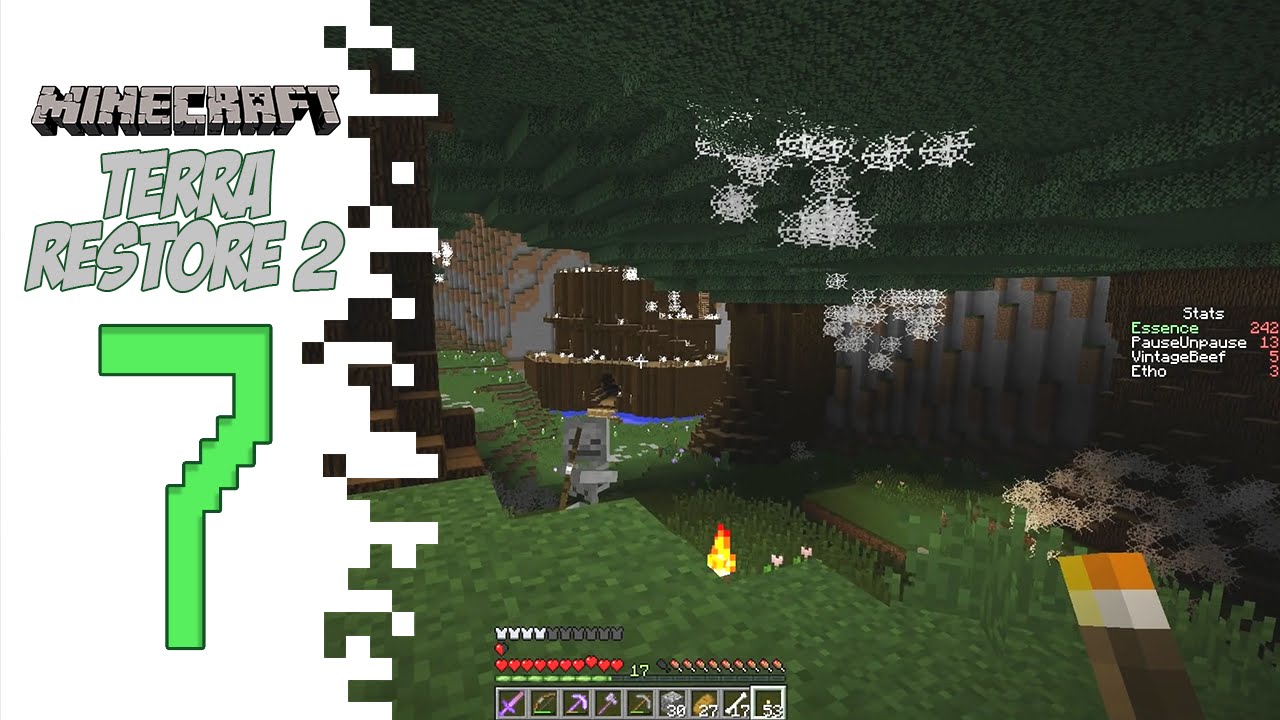 MINECRAFT
TERRA
RESTORE 2
7
Stats
Essence 242
PauseUnpause 13
VintageBeef 5
Etho 3
17
30 27 17 53